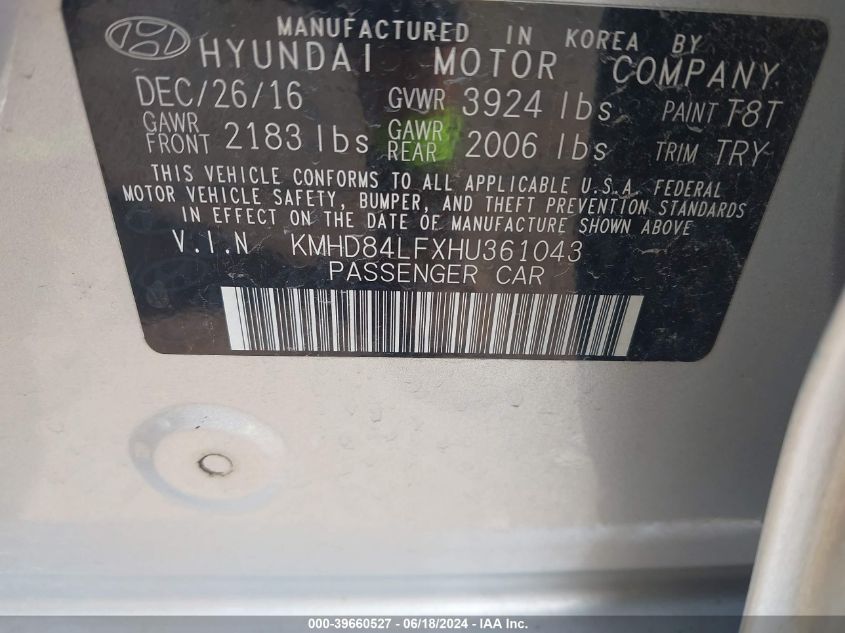 MANUFACTURED IN KOREA BY
HYUNDAI MOTOR COMPANY
DEC/26/16 GVWR 3924 lbs PAINT T8T
GAWR FRONT 2183 lbs GAWR REAR 2006 lbs TRIM TRY
THIS VEHICLE CONFORMS TO ALL APPLICABLE U.S.A. FEDERAL
MOTOR VEHICLE SAFETY, BUMPER, AND THEFT PREVENTION STANDARDS
IN EFFECT ON THE DATE OF MANUFACTURE SHOWN ABOVE
V.I.N KMHD84LFXHU361043
PASSENGER CAR
000-39660527 - 06/18/2024 - IAA Inc.